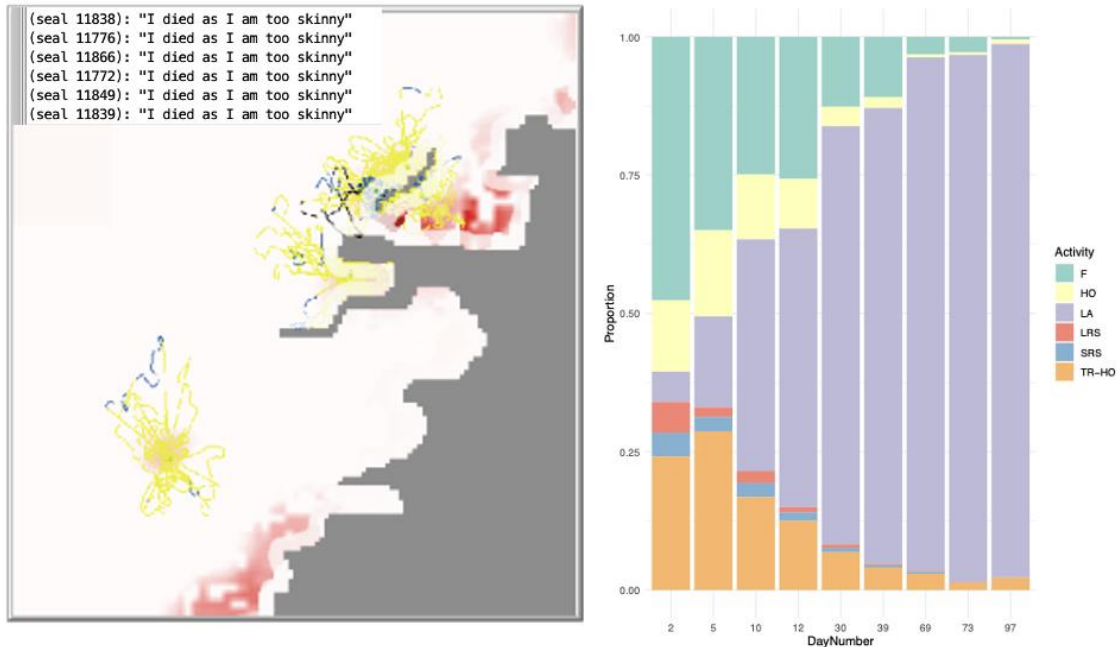 (seal 11838): "I died as I am too skinny"
(seal 11776): "I died as I am too skinny"
(seal 11866): "I died as I am too skinny"
(seal 11772): "I died as I am too skinny"
(seal 11849): "I died as I am too skinny"
(seal 11839): "I died as I am too skinny"
1.00
0.75
0.50
0.25
0.00
Proportion
2 5 10 12 30 39 69 73 97
DayNumber
Activity
F
HO
LA
LRS
SRS
TR-HO